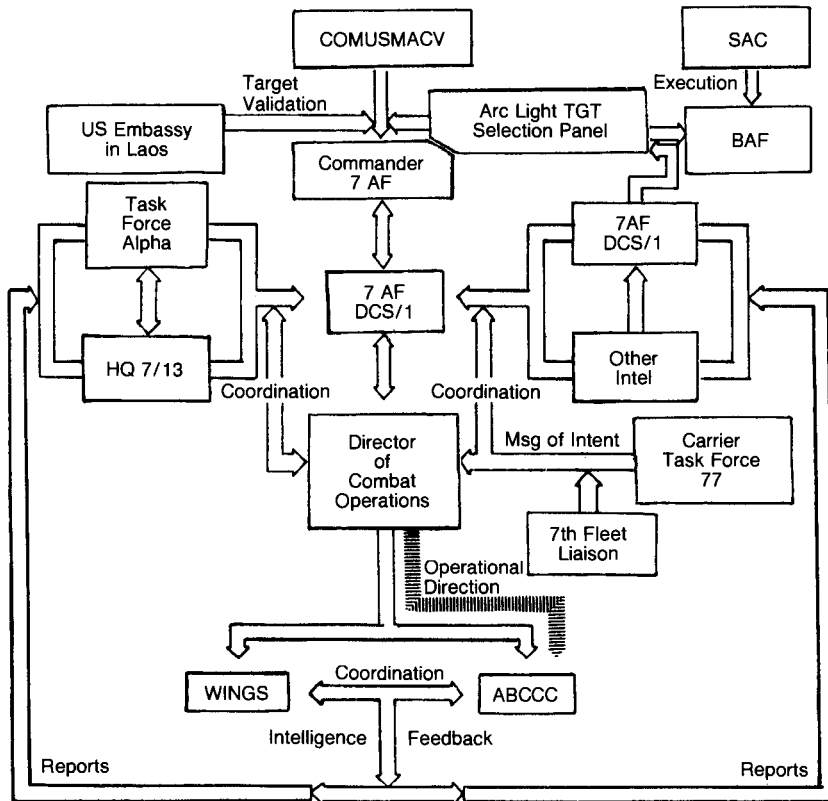 COMUSMACV
SAC
Target
Validation
Execution
US Embassy
in Laos
Arc Light TGT
Selection Panel
BAF
Commander
7 AF
Task
Force
Alpha
7AF
DCS/1
7 AF
DCS/1
HQ 7/13
Other
Intel
Coordination
Coordination
Director
of
Combat
Operations
Msg of Intent
Carrier
Task Force
77
7th Fleet
Liaison
Operational
Direction
WINGS
Coordination
ABCCC
Intelligence
Feedback
Reports
Reports